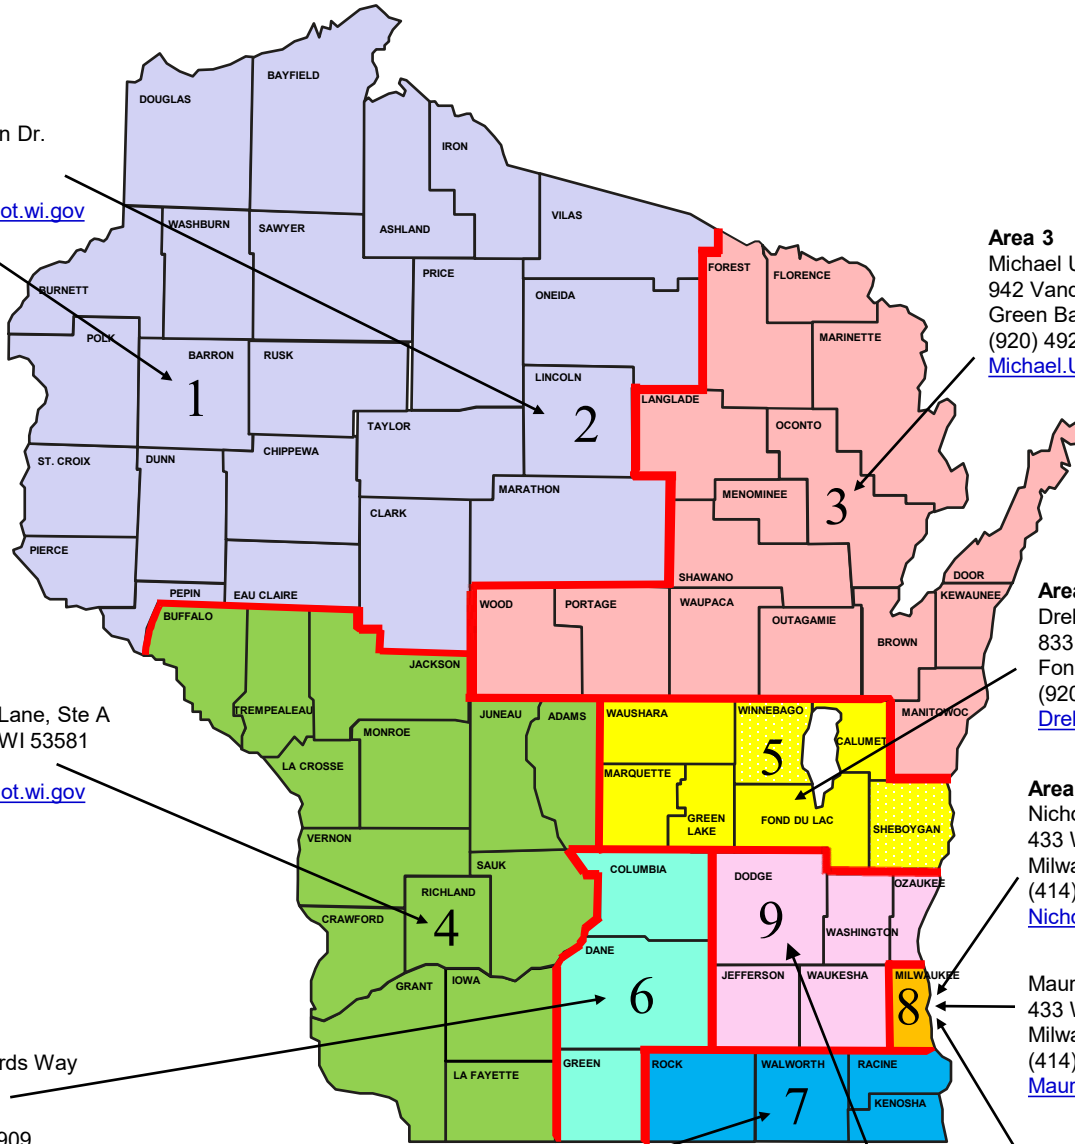 n Dr.
ot.wi.gov
Lane, Ste A
WI 53581
ot.wi.gov
rds Way
909
DOUGLAS
BAYFIELD
IRON
VILAS
ASHLAND
WASHBURN
SAWYER
PRICE
ONEIDA
FOREST
FLORENCE
MARINETTE
BURNETT
POLK
BARRON
RUSK
LINCOLN
LANGLADE
OCONTO
1
2
3
TAYLOR
CHIPPEWA
ST. CROIX
DUNN
MARATHON
MENOMINEE
CLARK
PIERCE
PEPIN
EAU CLAIRE
SHAWANO
DOOR
KEWAUNEE
WOOD
PORTAGE
WAUPACA
OUTAGAMIE
BROWN
BUFFALO
JACKSON
TREMPEALEAU
MONROE
JUNEAU
ADAMS
WAUSHARA
WINNEBAGO
CALUMET
MANITOWOC
5
LA CROSSE
MARQUETTE
GREEN
LAKE
FOND DU LAC
SHEBOYGAN
VERNON
SAUK
COLUMBIA
DODGE
OZAUKEE
RICHLAND
CRAWFORD
4
9
WASHINGTON
DANE
GRANT
IOWA
JEFFERSON
WAUKESHA
MILWAUKEE
6
8
LA FAYETTE
GREEN
ROCK
WALWORTH
RACINE
KENOSHA
7
Area 3
Michael U
942 Vand
Green Ba
(920) 492
Michael.U
Area
Drel
833
Fon
(920
Drel
Area
Nicho
433 W
Milwa
(414)
Nicho
Maur
433 W
Milwa
(414)
Maur